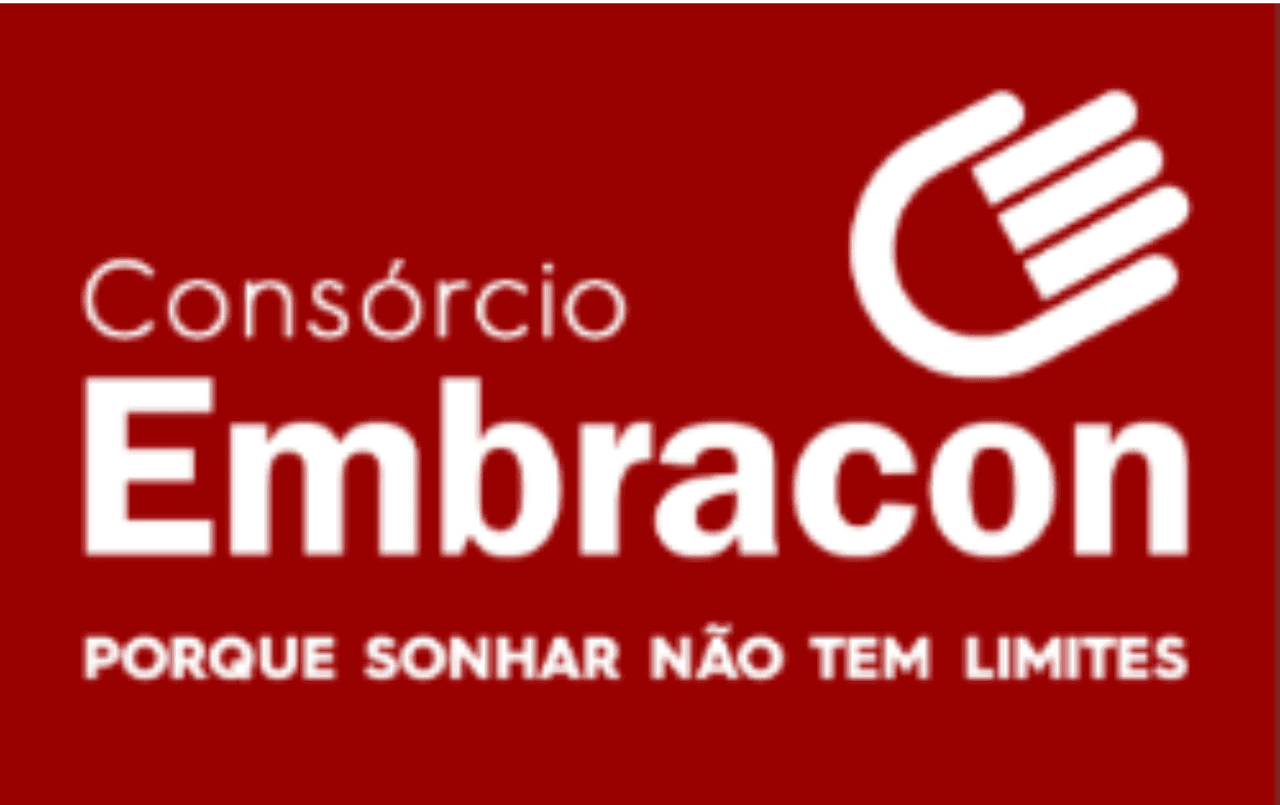 Consórcio
Embracon
PORQUE SONHAR NÃO TEM LIMITES